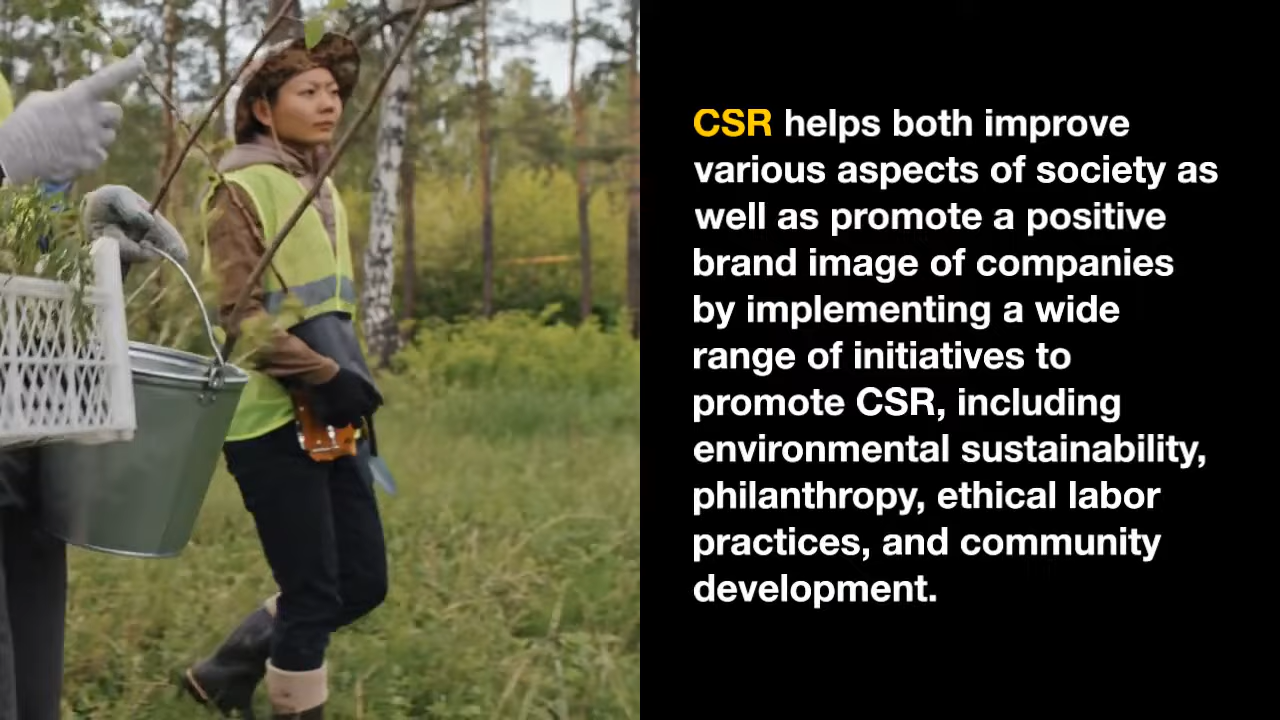 CSR helps both improve
various aspects of society as
well as promote a positive
brand image of companies
by implementing a wide
range of initiatives to
promote CSR, including
environmental sustainability,
philanthropy, ethical labor
practices, and community
development.